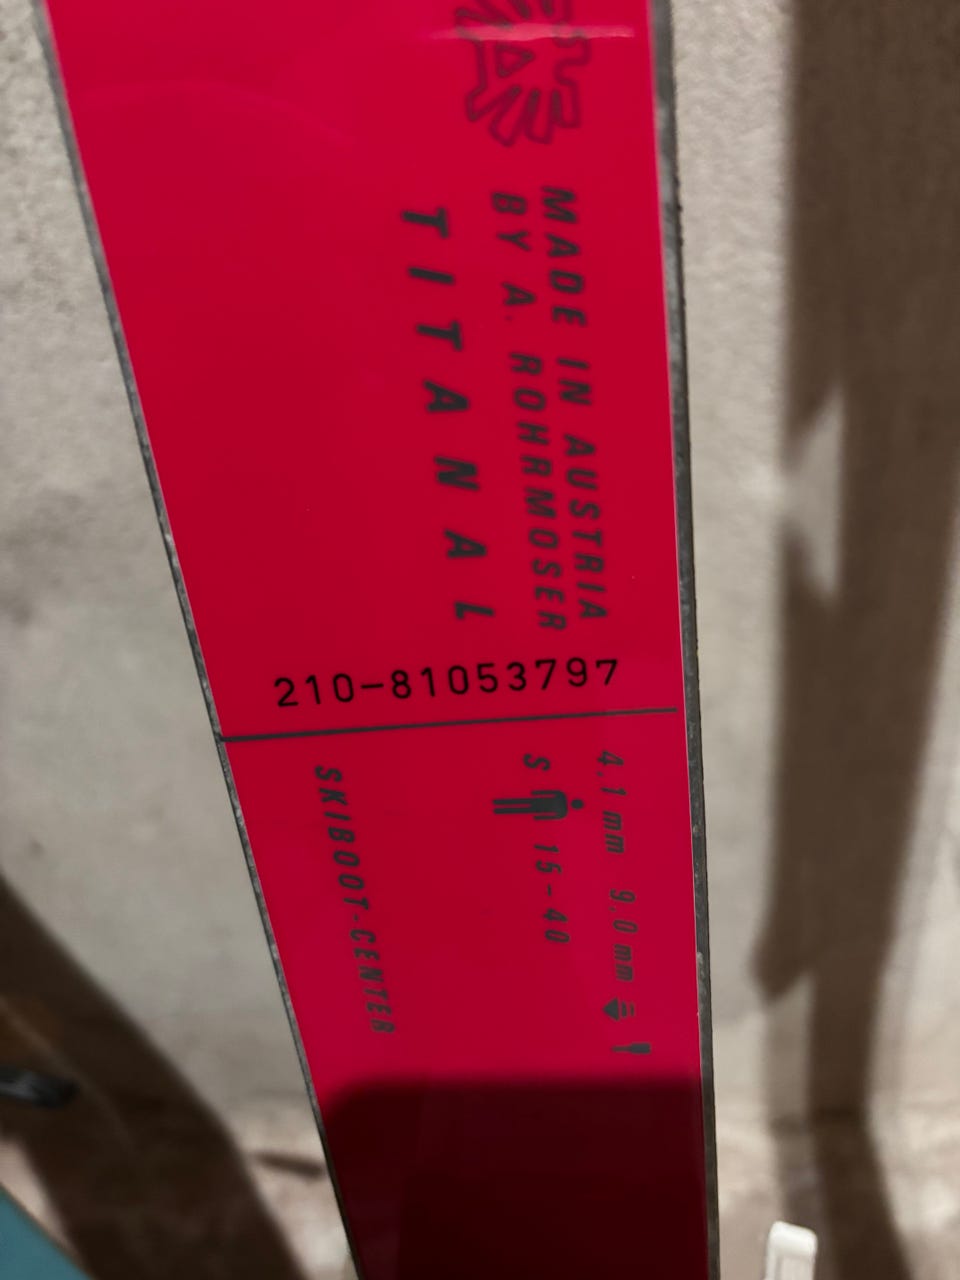 MADE IN AUSTRIA
BY A. ROHRMOSER
TITANAL
210-81053797
4.1 mm 9.0 mm
S 15-40
SKIBOOT-CENTER